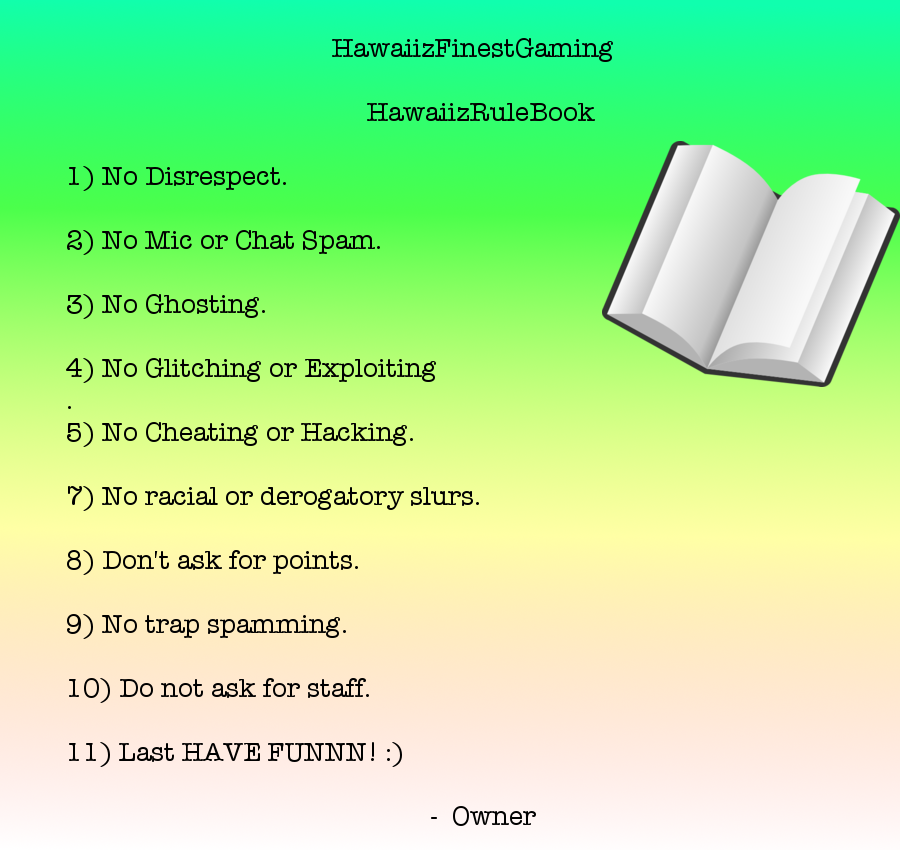 HawaiizFinestGaming
HawaiizRuleBook
1) No Disrespect.
2) No Mic or Chat Spam.
3) No Ghosting.
4) No Glitching or Exploiting
.
5) No Cheating or Hacking.
7) No racial or derogatory slurs.
8) Don't ask for points.
9) No trap spamming.
10) Do not ask for staff.
11) Last HAVE FUNNN! :)
- Owner